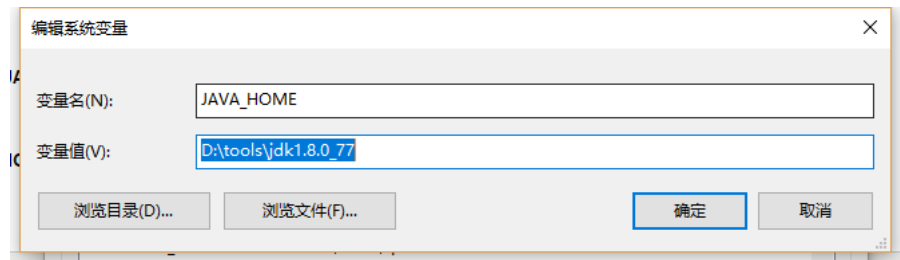 编辑系统变量
变量名(N):
JAVA_HOME
变量值(V):
D:\tools\jdk1.8.0_77
浏览目录(D)...
浏览文件(F)...
确定
取消